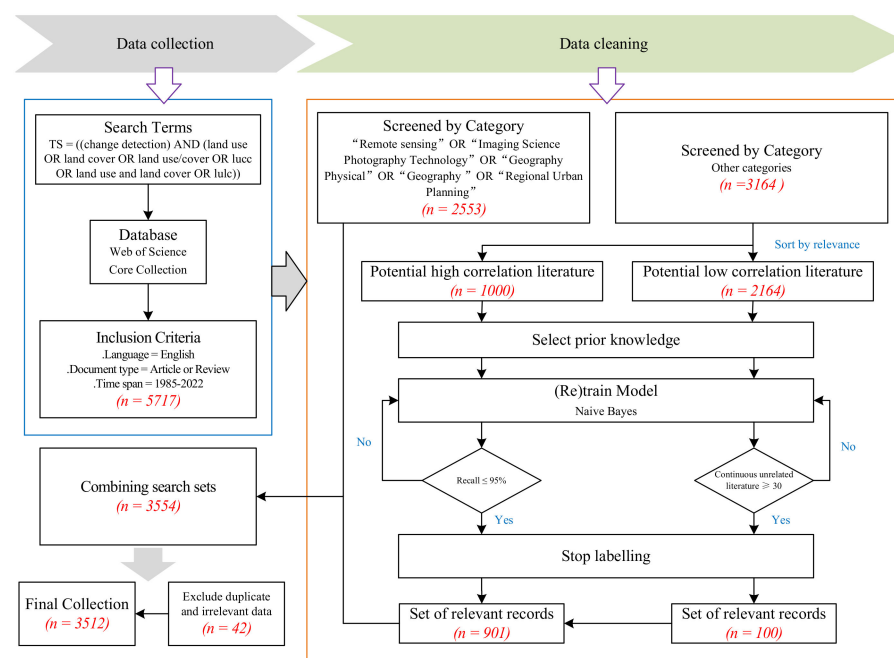 Data collection
Data cleaning
Search Terms
TS = ((change detection) AND (land use
OR land cover OR land use/cover OR lucc
OR land use and land cover OR lulc))
Database
Web of Science
Core Collection
Inclusion Criteria
.Language = English
.Document type = Article or Review
.Time span = 1985-2022
(n = 5717)
Combining search sets
(n = 3554)
Final Collection
(n = 3512)
Exclude duplicate
and irrelevant data
(n = 42)
Screened by Category
“Remote sensing” OR “Imaging Science
Photography Technology” OR “Geography
Physical” OR “Geography ” OR “Regional Urban
Planning”
(n = 2553)
Screened by Category
Other categories
(n =3164 )
Sort by relevance
Potential high correlation literature
(n = 1000)
Potential low correlation literature
(n = 2164)
Select prior knowledge
(Re)train Model
Naive Bayes
No
No
Recall ≤ 95%
Continuous unrelated
literature ≥ 30
Yes
Yes
Stop labelling
Set of relevant records
(n = 901)
Set of relevant records
(n = 100)